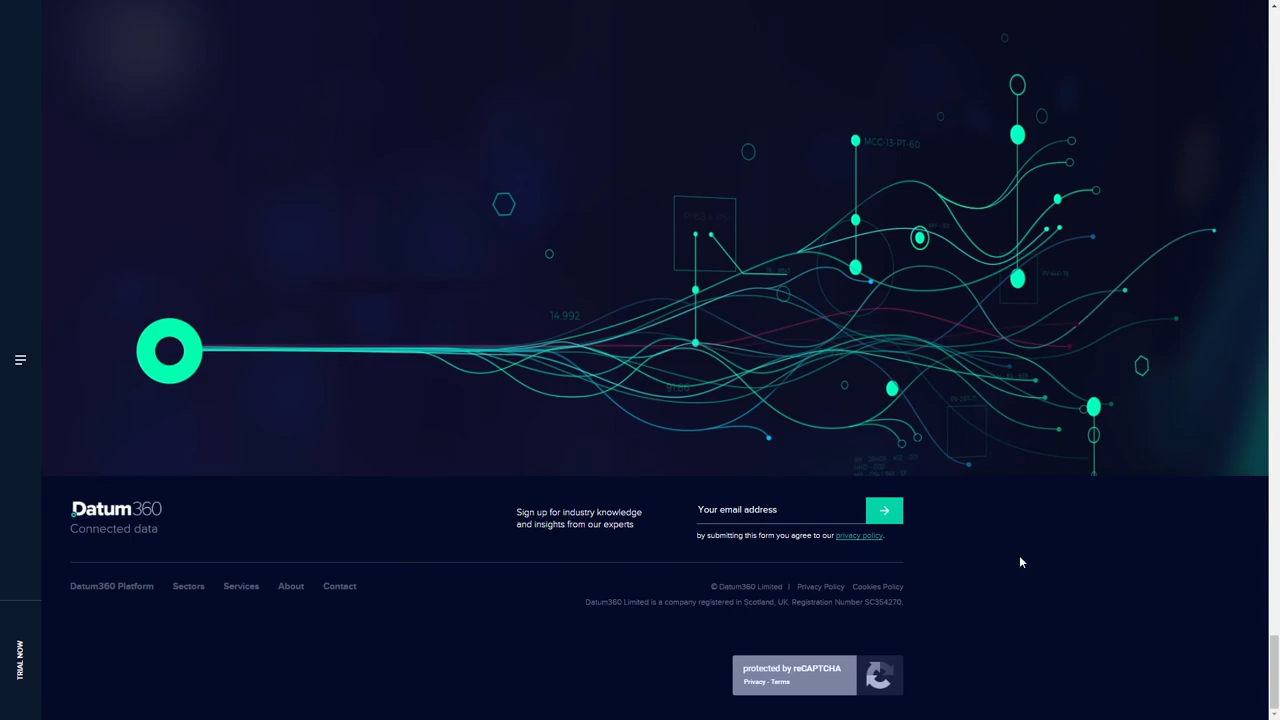 MCC-13-PT-60
14.992
Datum360
Connected data
Sign up for industry knowledge
and insights from our experts
Your email address
by submitting this form you agree to our privacy policy.
Datum360 Platform Sectors Services About Contact
© Datum360 Limited | Privacy Policy Cookies Policy
Datum360 Limited is a company registered in Scotland, UK. Registration Number SC354270.
TRIAL NOW
protected by reCAPTCHA
Privacy - Terms